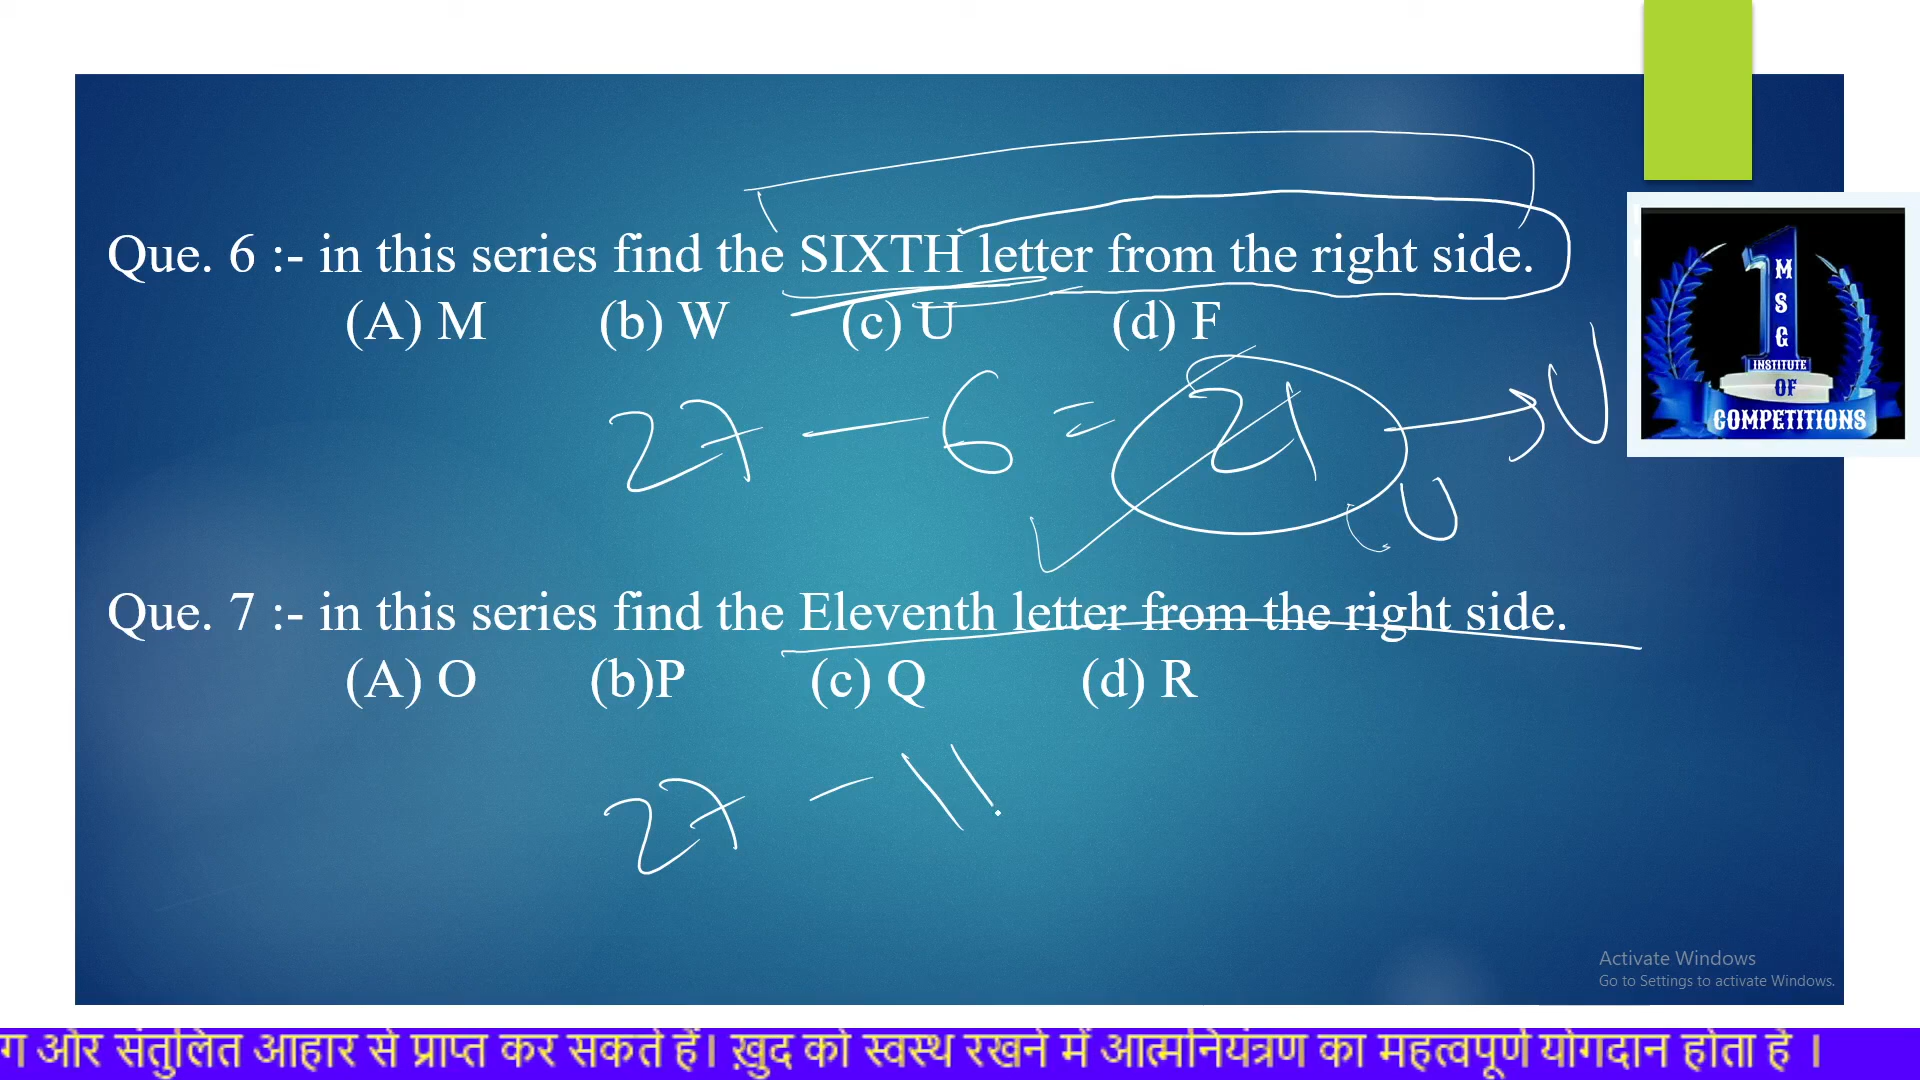 Que. 6 :- in this series find the SIXTH letter from the right side.
(A) M (b) W (c) U (d) F
27 - 6 = 21 → U
U
Que. 7 :- in this series find the Eleventh letter from the right side.
(A) O (b)P (c) Q (d) R
27 - 11
1
M
S
G
INSTITUTE
OF
COMPETITIONS
Activate Windows
Go to Settings to activate Windows.
ग और संतुलित आहार से प्राप्त कर सकते हैं। ख़ुद को स्वस्थ रखने में आत्मनियंत्रण का महत्वपूर्ण योगदान होता है ।